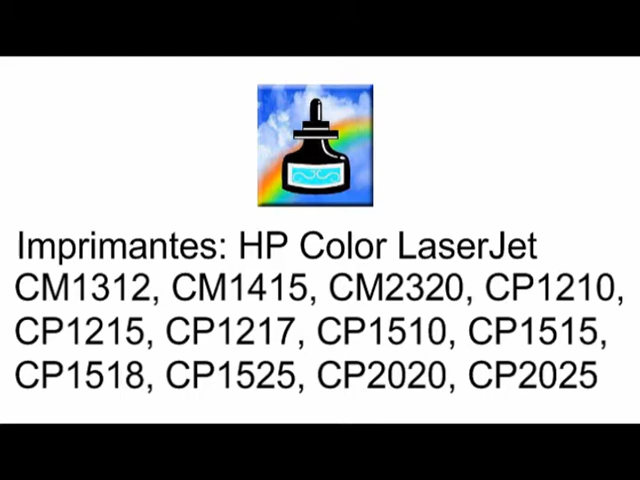 Imprimantes: HP Color LaserJet
CM1312, CM1415, CM2320, CP1210,
CP1215, CP1217, CP1510, CP1515,
CP1518, CP1525, CP2020, CP2025